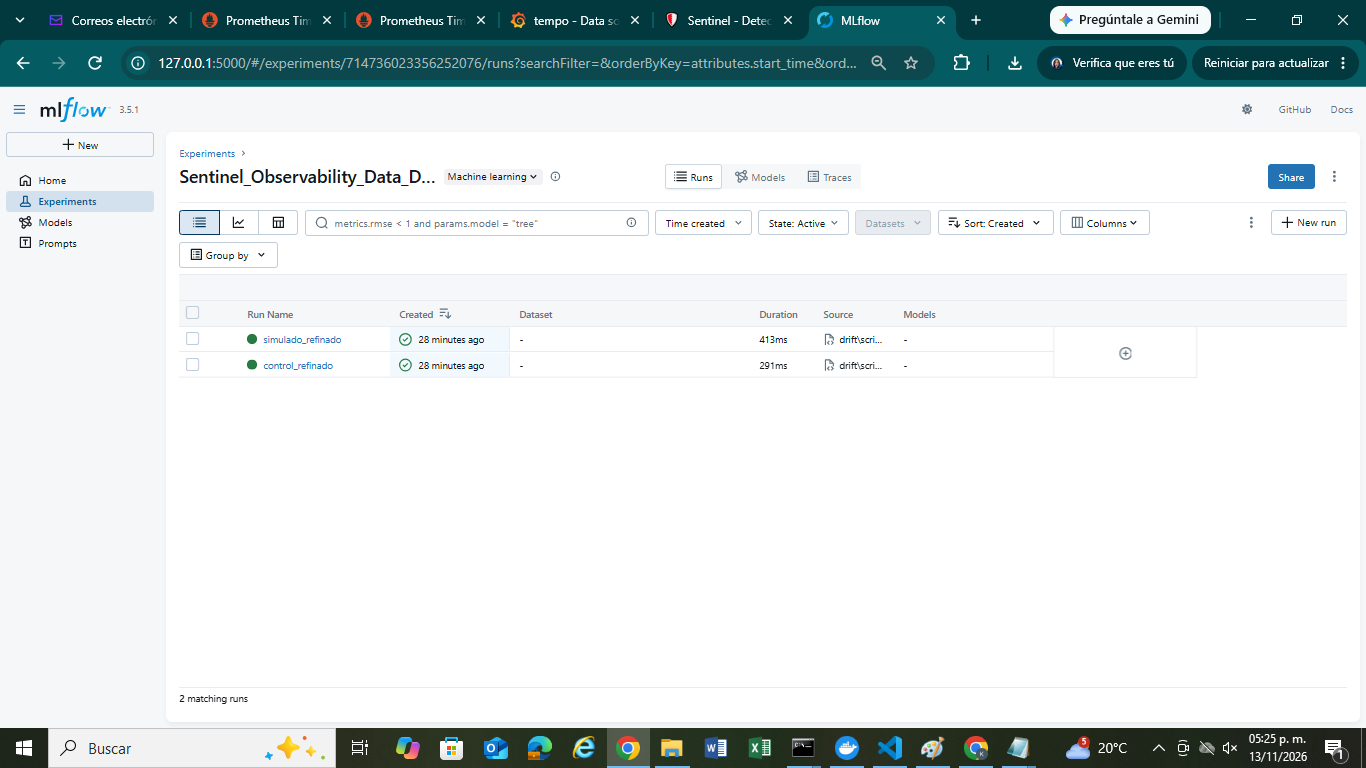 Correos electrór
Prometheus Tim
Prometheus Tim
tempo - Data so
Sentinel - Detec
MLflow
Pregúntale a Gemini
127.0.0.1:5000/#/experiments/714736023356252076/runs?searchFilter=&orderByKey=attributes.start_time&ord...
Verifica que eres tú
Reiniciar para actualizar
mlflow 3.5.1
GitHub
Docs
New
Home
Experiments
Models
Prompts
Experiments
Sentinel_Observability_Data_D...
Machine learning
Runs
Models
Traces
Share
metrics.rmse < 1 and params.model = "tree"
Time created
State: Active
Datasets
Sort: Created
Columns
New run
Group by
Run Name Created Dataset Duration Source Models
simulado_refinado 28 minutes ago - 413ms drift\scri... -
control_refinado 28 minutes ago - 291ms drift\scri... -
2 matching runs
Buscar
5
20°C
05:25 p. m.
13/11/2026
1